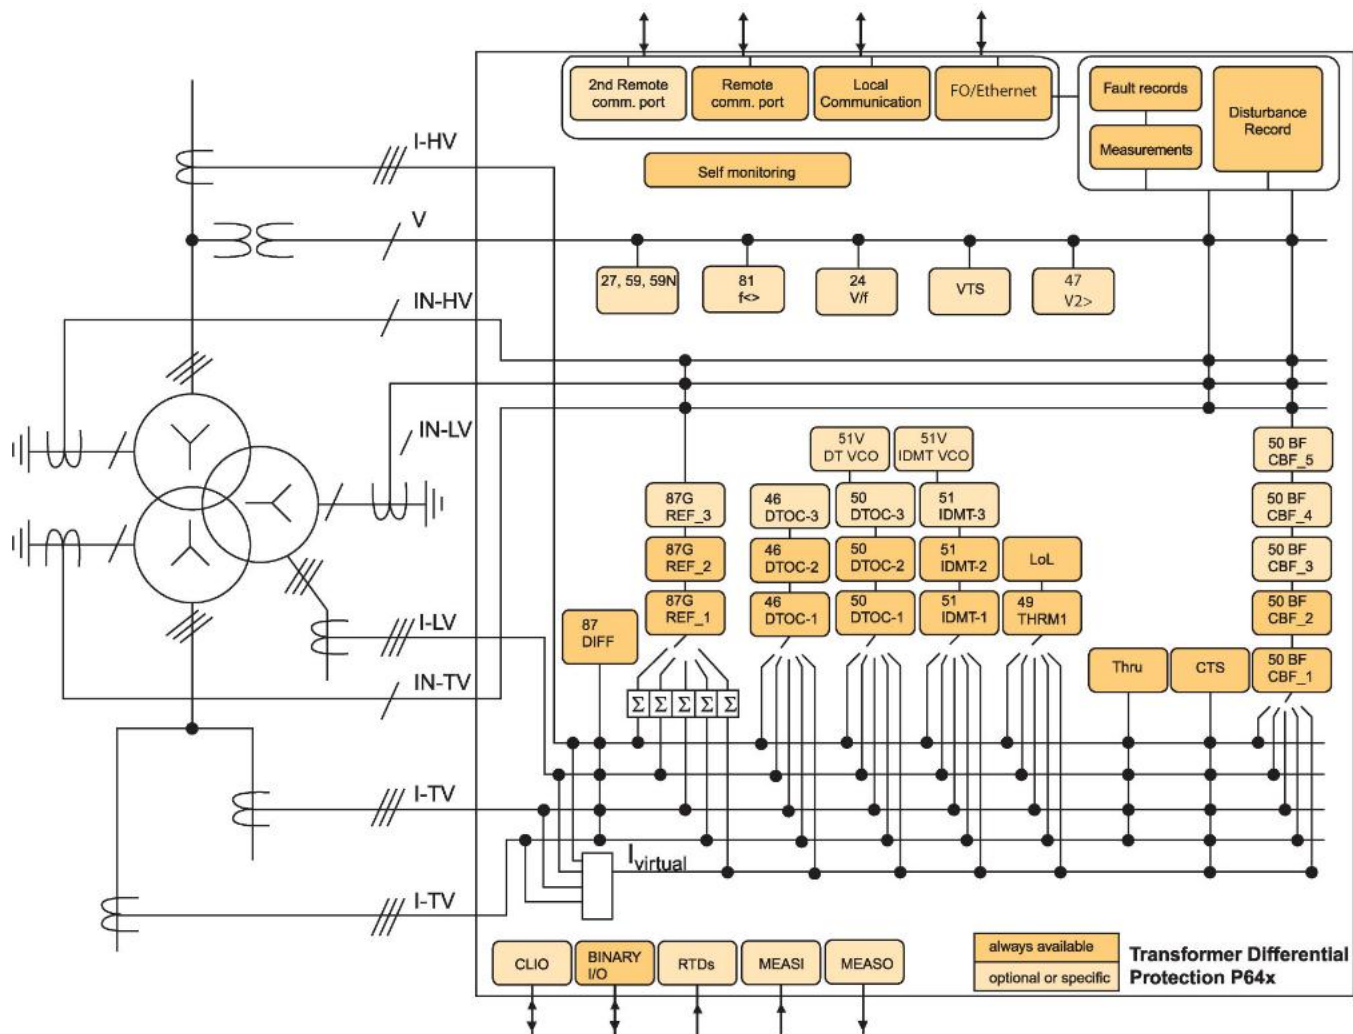 2nd Remote
comm. port
Remote
comm. port
Local
Communication
FO/Ethernet
Fault records
Measurements
Disturbance
Record
Self monitoring
I-HV
V
27, 59, 59N
81
f<>
24
V/f
VTS
47
V2>
IN-HV
IN-LV
51V
DT VCO
51V
IDMT VCO
50 BF
CBF_5
87G
REF_3
46
DTOC-3
50
DTOC-3
51
IDMT-3
50 BF
CBF_4
87G
REF_2
46
DTOC-2
50
DTOC-2
51
IDMT-2
LoL
50 BF
CBF_3
87
DIFF
87G
REF_1
46
DTOC-1
50
DTOC-1
51
IDMT-1
49
THRM1
50 BF
CBF_2
I-LV
Thru
CTS
50 BF
CBF_1
IN-TV
Σ Σ Σ Σ Σ
I-TV
Ivirtual
I-TV
CLIO
BINARY
I/O
RTDs
MEASI
MEASO
always available
optional or specific
Transformer Differential
Protection P64x